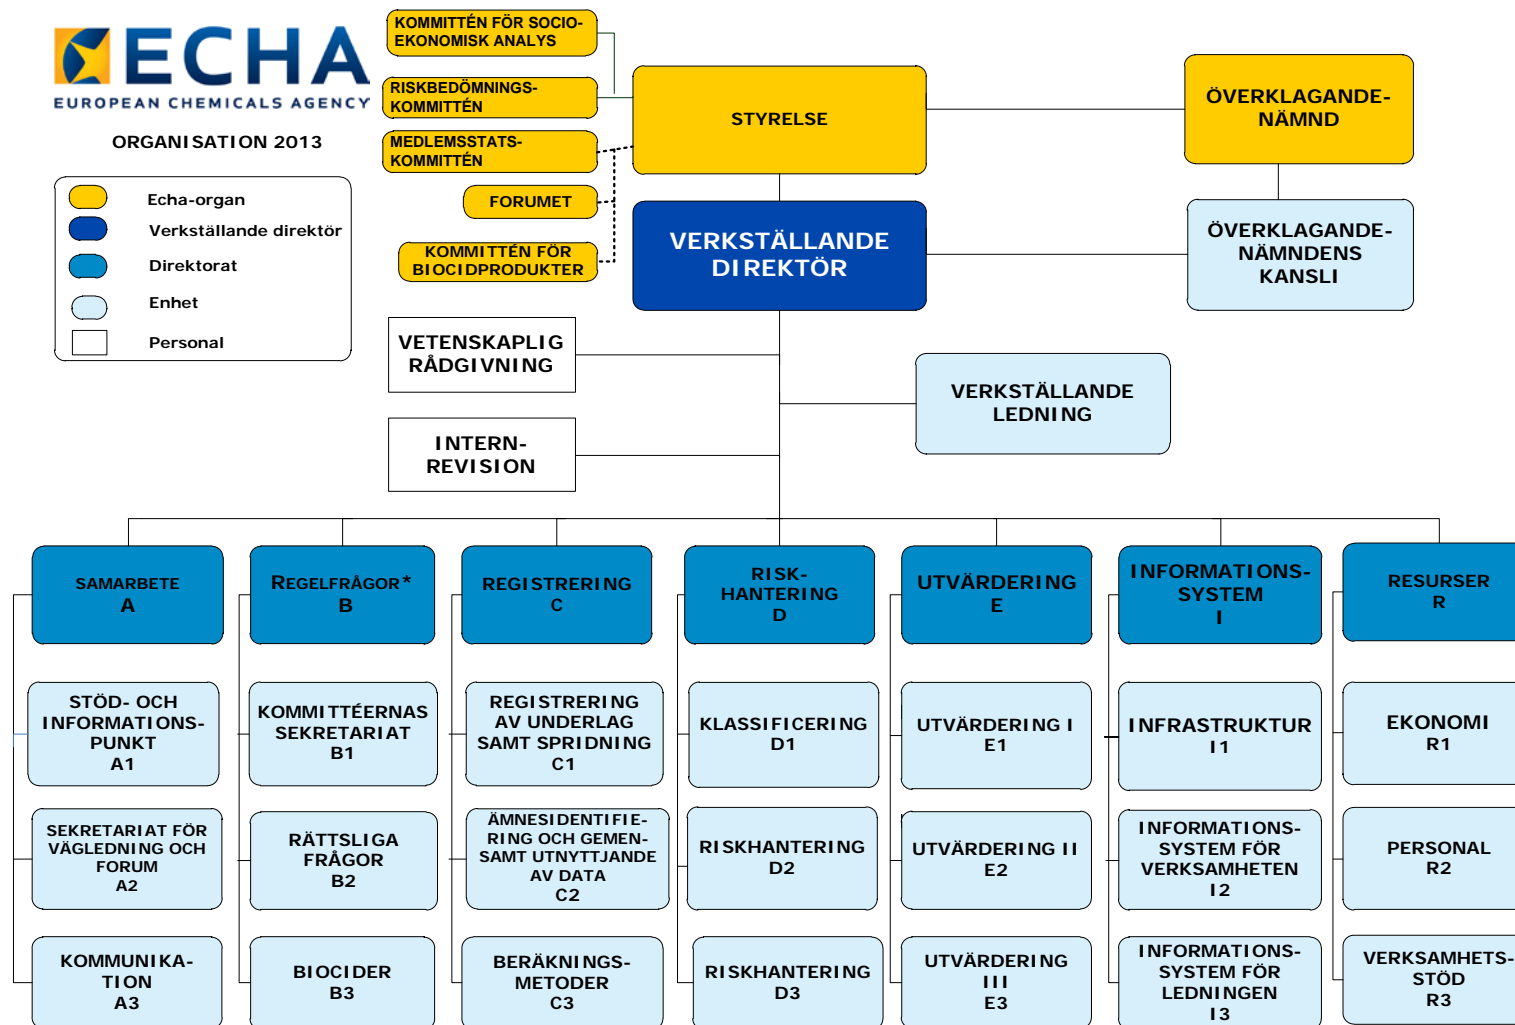 ECHA
EUROPEAN CHEMICALS AGENCY
ORGANISATION 2013
Echa-organ
Verkställande direktör
Direktorat
Enhet
Personal
KOMMITTÉN FÖR SOCIO-
EKONOMISK ANALYS
RISKBEDÖMNINGS-
KOMMITTÉN
MEDLEMSSTATS-
KOMMITTÉN
FORUMET
KOMMITTÉN FÖR
BIOCIDPRODUKTER
STYRELSE
ÖVERKLAGANDE-
NÄMND
VERKSTÄLLANDE
DIREKTÖR
ÖVERKLAGANDE-
NÄMNDENS
KANSLI
VETENSKAPLIG
RÅDGIVNING
VERKSTÄLLANDE
LEDNING
INTERN-
REVISION
SAMARBETE
A
REGELFRÅGOR*
B
REGISTRERING
C
RISK-
HANTERING
D
UTVÄRDERING
E
INFORMATIONS-
SYSTEM
I
RESURSER
R
STÖD- OCH
INFORMATIONS-
PUNKT
A1
KOMMITTÉERNAS
SEKRETARIAT
B1
REGISTRERING
AV UNDERLAG
SAMT SPRIDNING
C1
KLASSIFICERING
D1
UTVÄRDERING I
E1
INFRASTRUKTUR
I1
EKONOMI
R1
SEKRETARIAT FÖR
VÄGLEDNING OCH
FORUM
A2
RÄTTSLIGA
FRÅGOR
B2
ÄMNESIDENTIFIE-
RING OCH GEMEN-
SAMT UTNYTTJANDE
AV DATA
C2
RISKHANTERING
D2
UTVÄRDERING II
E2
INFORMATIONS-
SYSTEM FÖR
VERKSAMHETEN
I2
PERSONAL
R2
KOMMUNIKA-
TION
A3
BIOCIDER
B3
BERÄKNINGS-
METODER
C3
RISKHANTERING
D3
UTVÄRDERING
III
E3
INFORMATIONS-
SYSTEM FÖR
LEDNINGEN
I3
VERKSAMHETS-
STÖD
R3